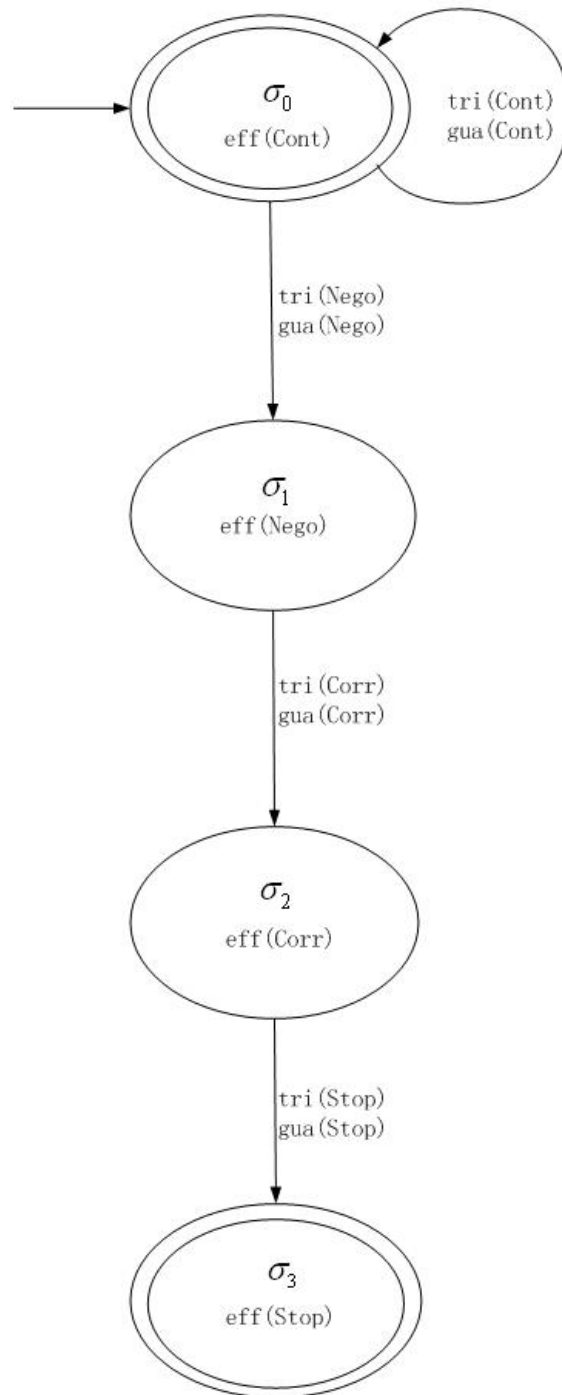 σ₀
eff(Cont)
tri(Cont)
gua(Cont)
tri(Nego)
gua(Nego)
σ₁
eff(Nego)
tri(Corr)
gua(Corr)
σ₂
eff(Corr)
tri(Stop)
gua(Stop)
σ₃
eff(Stop)